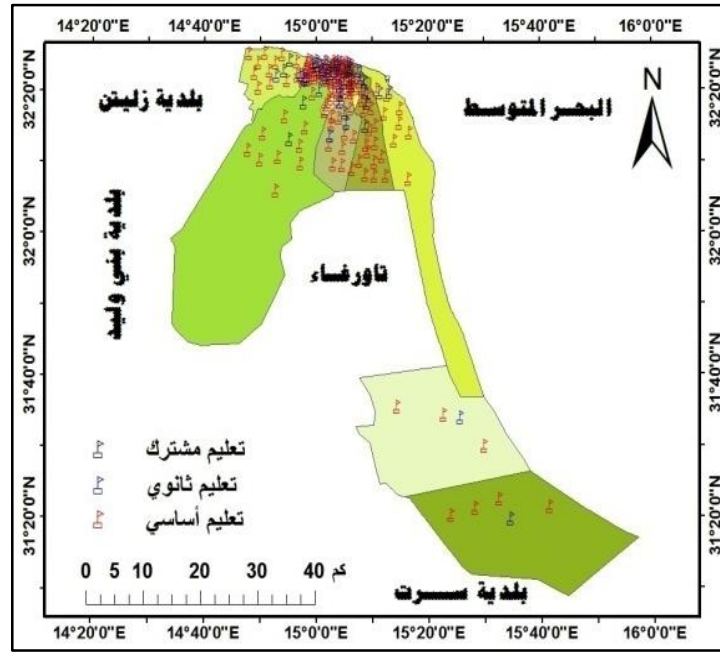 14°20'0"E 14°40'0"E 15°0'0"E 15°20'0"E 15°40'0"E 16°0'0"E
32°20'0"N
32°20'0"N
32°0'0"N
32°0'0"N
31°40'0"N
31°40'0"N
31°20'0"N
31°20'0"N
N
البحر المتوسط
بلدية زليتن
بلدية بني وليد
تاورغاء
تعليم مشترك
تعليم ثانوي
تعليم أساسي
0 5 10 20 30 40 كم
بلدية سرت
14°20'0"E 14°40'0"E 15°0'0"E 15°20'0"E 15°40'0"E 16°0'0"E